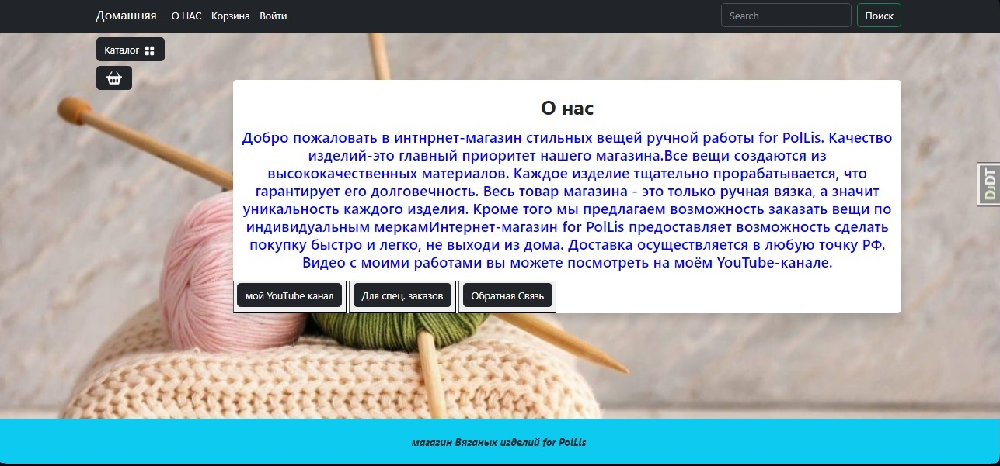 Домашняя О НАС Корзина Войти Search Поиск
Каталог
О нас
Добро пожаловать в интнрнет-магазин стильных вещей ручной работы for PolLis. Качество
изделий-это главный приоритет нашего магазина.Все вещи создаются из
высококачественных материалов. Каждое изделие тщательно прорабатывается, что
гарантирует его долговечность. Весь товар магазина - это только ручная вязка, а значит
уникальность каждого изделия. Кроме того мы предлагаем возможность заказать вещи по
индивидуальным меркамИнтернет-магазин for PolLis предоставляет возможность сделать
покупку быстро и легко, не выходи из дома. Доставка осуществляется в любую точку РФ.
Видео с моими работами вы можете посмотреть на моём YouTube-канале.
мой YouTube канал Для спец. заказов Обратная Связь
DJDT
магазин Вязаных изделий for PolLis